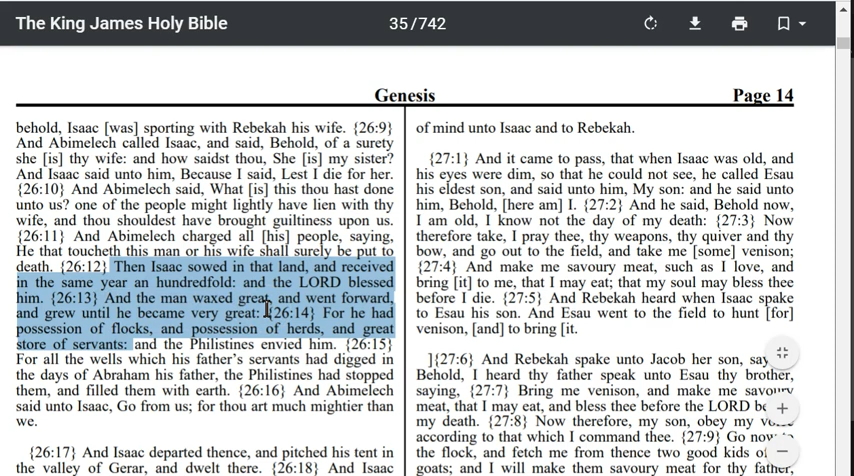 The King James Holy Bible
35/742
Genesis
Page 14
behold, Isaac [was] sporting with Rebekah his wife. {26:9}
And Abimelech called Isaac, and said, Behold, of a surety
she [is] thy wife: and how saidst thou, She [is] my sister?
And Isaac said unto him, Because I said, Lest I die for her.
{26:10} And Abimelech said, What [is] this thou hast done
unto us? one of the people might lightly have lien with thy
wife, and thou shouldest have brought guiltiness upon us.
{26:11} And Abimelech charged all [his] people, saying,
He that toucheth this man or his wife shall surely be put to
death. {26:12} Then Isaac sowed in that land, and received
in the same year an hundredfold: and the LORD blessed
him. {26:13} And the man waxed great, and went forward,
and grew until he became very great: {26:14} For he had
possession of flocks, and possession of herds, and great
store of servants: and the Philistines envied him. {26:15}
For all the wells which his father's servants had digged in
the days of Abraham his father, the Philistines had stopped
them, and filled them with earth. {26:16} And Abimelech
said unto Isaac, Go from us; for thou art much mightier than
we.
{26:17} And Isaac departed thence, and pitched his tent in
the valley of Gerar, and dwelt there. {26:18} And Isaac
of mind unto Isaac and to Rebekah.
{27:1} And it came to pass, that when Isaac was old, and
his eyes were dim, so that he could not see, he called Esau
his eldest son, and said unto him, My son: and he said unto
him, Behold, [here am] I. {27:2} And he said, Behold now,
I am old, I know not the day of my death: {27:3} Now
therefore take, I pray thee, thy weapons, thy quiver and thy
bow, and go out to the field, and take me [some] venison;
{27:4} And make me savoury meat, such as I love, and
bring [it] to me, that I may eat; that my soul may bless thee
before I die. {27:5} And Rebekah heard when Isaac spake
to Esau his son. And Esau went to the field to hunt [for]
venison, [and] to bring [it.
]{27:6} And Rebekah spake unto Jacob her son,
Behold, I heard thy father speak unto Esau thy brother,
saying, {27:7} Bring me venison, and make me savoury
meat, that I may eat, and bless thee before the LORD
my death. {27:8} Now therefore, my son, obey my
according to that which I command thee. {27:9} Go now
the flock, and fetch me from thence two good kids
goats; and I will make them savoury meat for thy father,